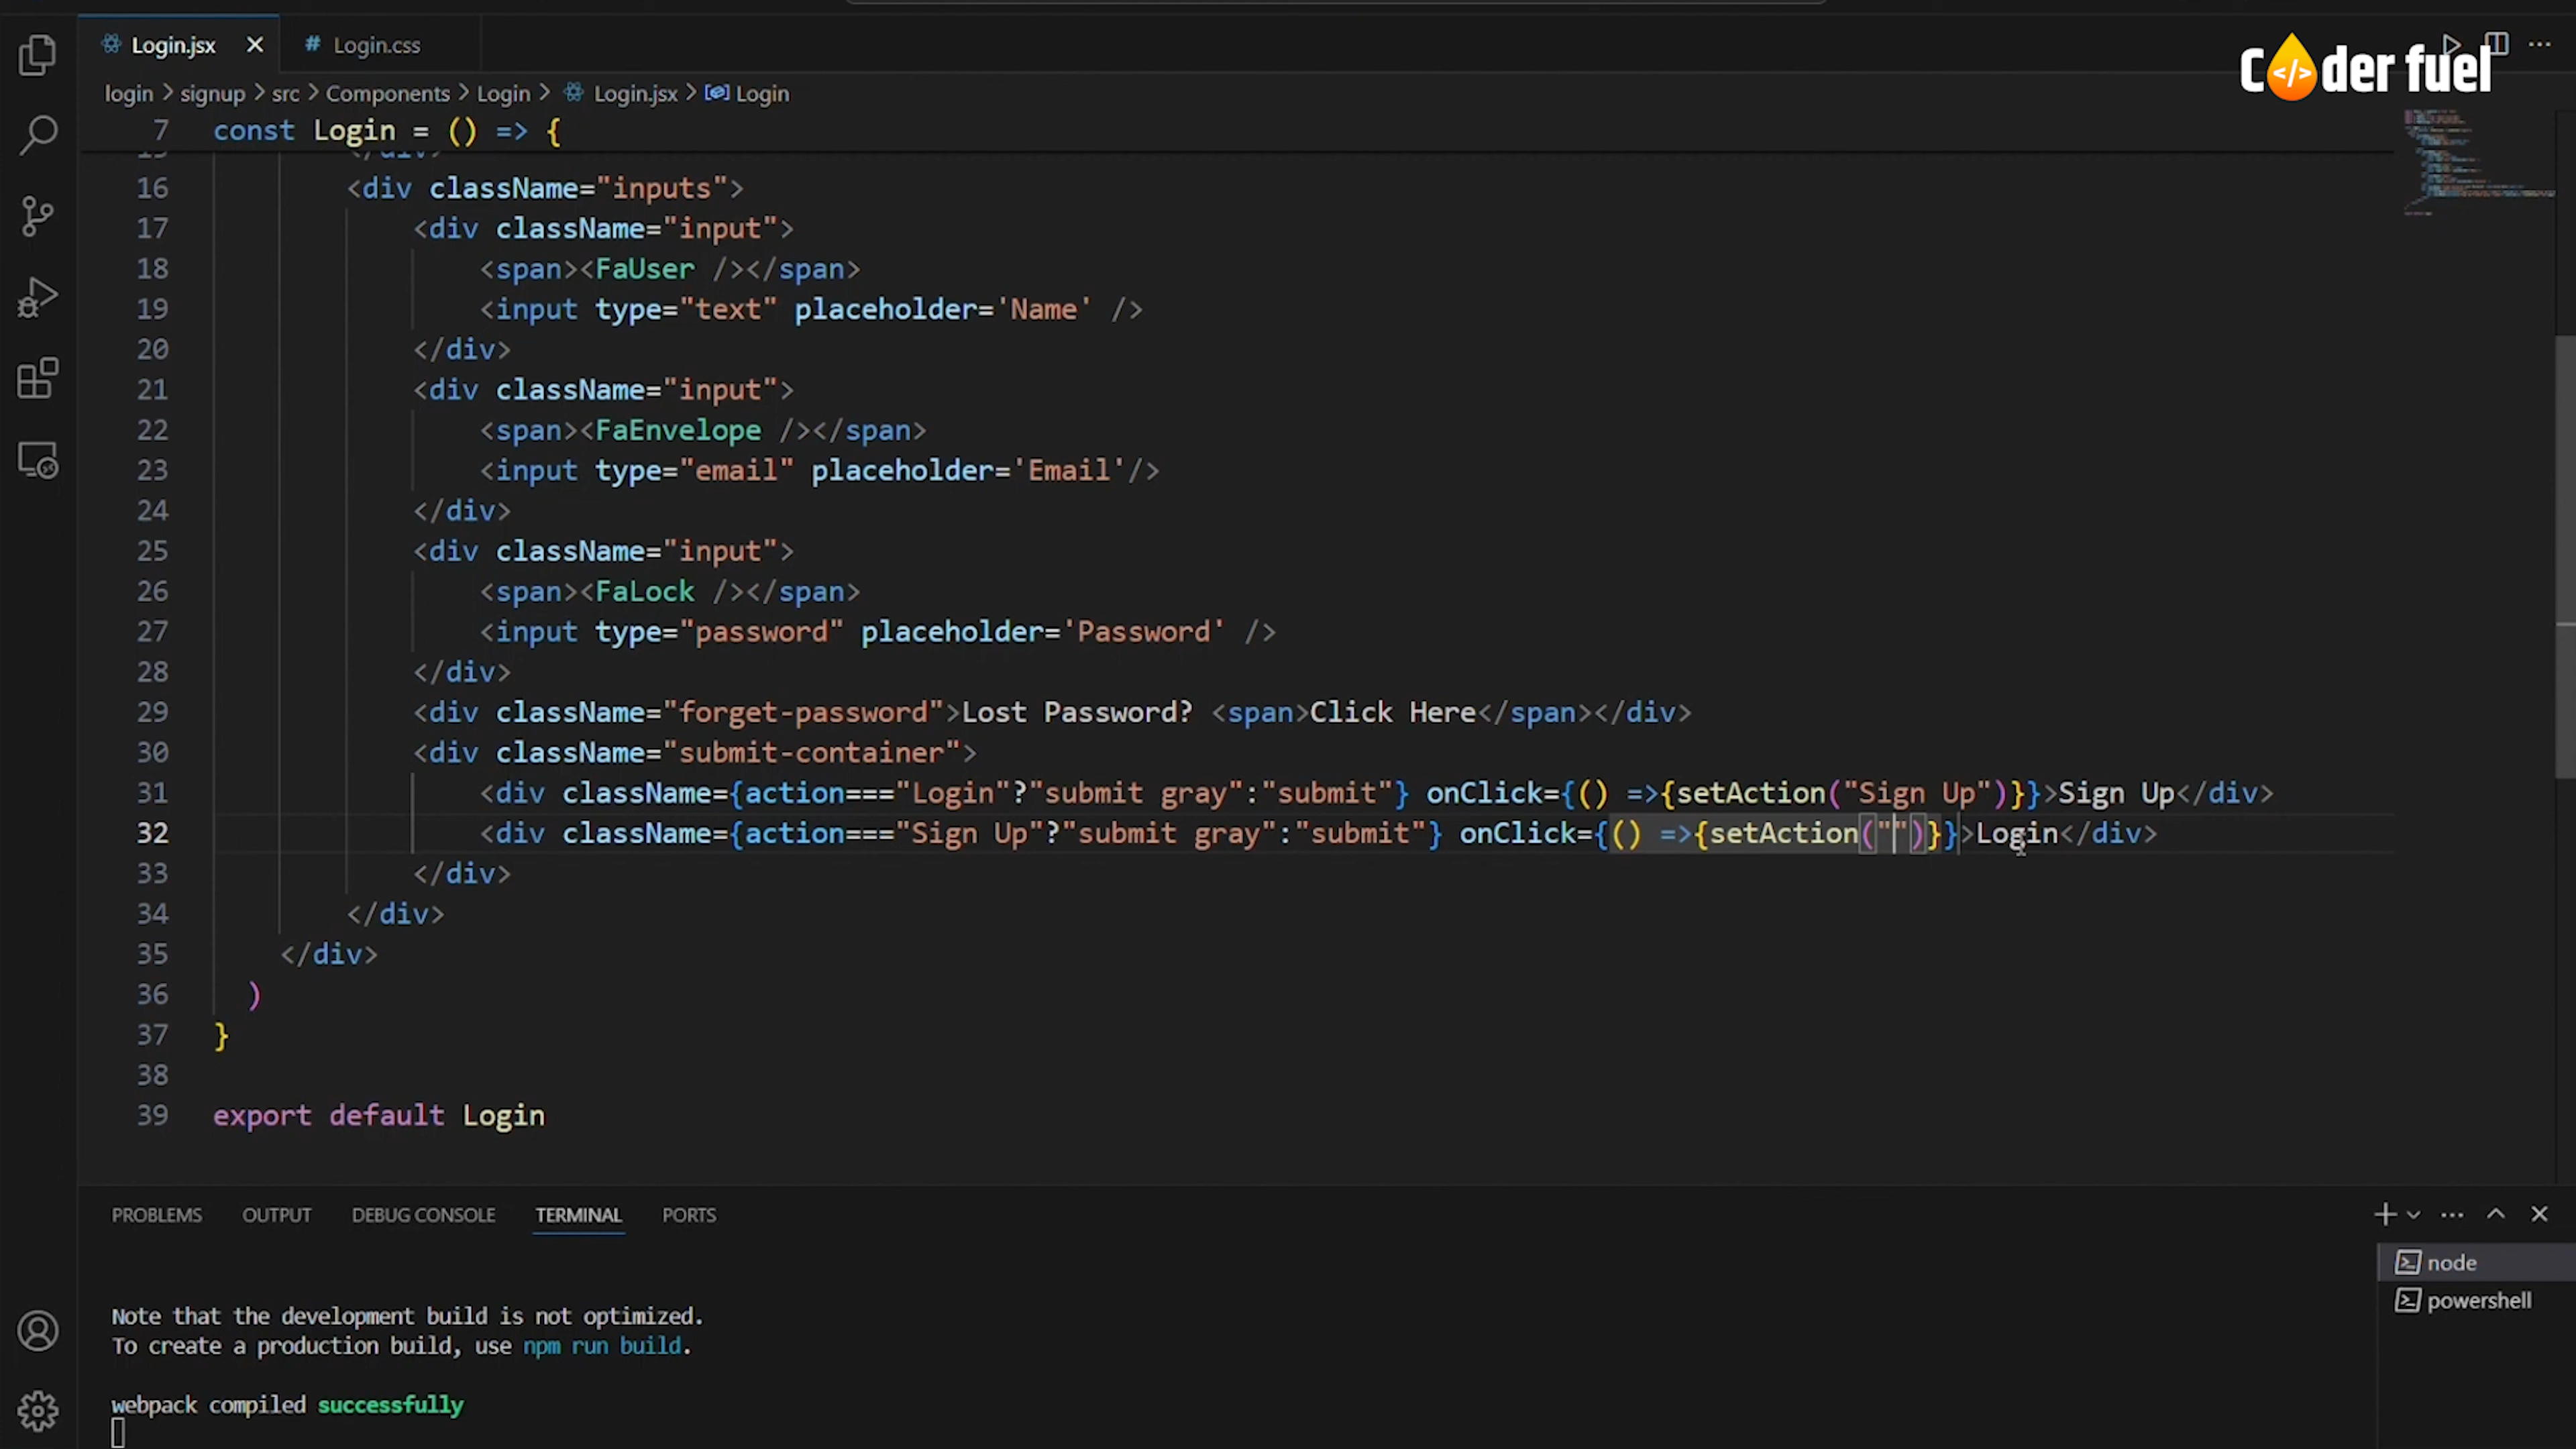 Login.jsx
# Login.css
C</>der fuel
login > signup > src > Components > Login > Login.jsx > Login
7 const Login = () => {
15 </div>
16 <div className="inputs">
17 <div className="input">
18 <span><FaUser /></span>
19 <input type="text" placeholder='Name' />
20 </div>
21 <div className="input">
22 <span><FaEnvelope /></span>
23 <input type="email" placeholder='Email'/>
24 </div>
25 <div className="input">
26 <span><FaLock /></span>
27 <input type="password" placeholder='Password' />
28 </div>
29 <div className="forget-password">Lost Password? <span>Click Here</span></div>
30 <div className="submit-container">
31 <div className={action==="Login"?"submit gray":"submit"} onClick={() =>{setAction("Sign Up")}}>Sign Up</div>
32 <div className={action==="Sign Up"?"submit gray":"submit"} onClick={() =>{setAction("")}}>Login</div>
33 </div>
34 </div>
35 </div>
36 )
37 }
38
39 export default Login
PROBLEMS OUTPUT DEBUG CONSOLE TERMINAL PORTS
node
powershell
Note that the development build is not optimized.
To create a production build, use npm run build.
webpack compiled successfully